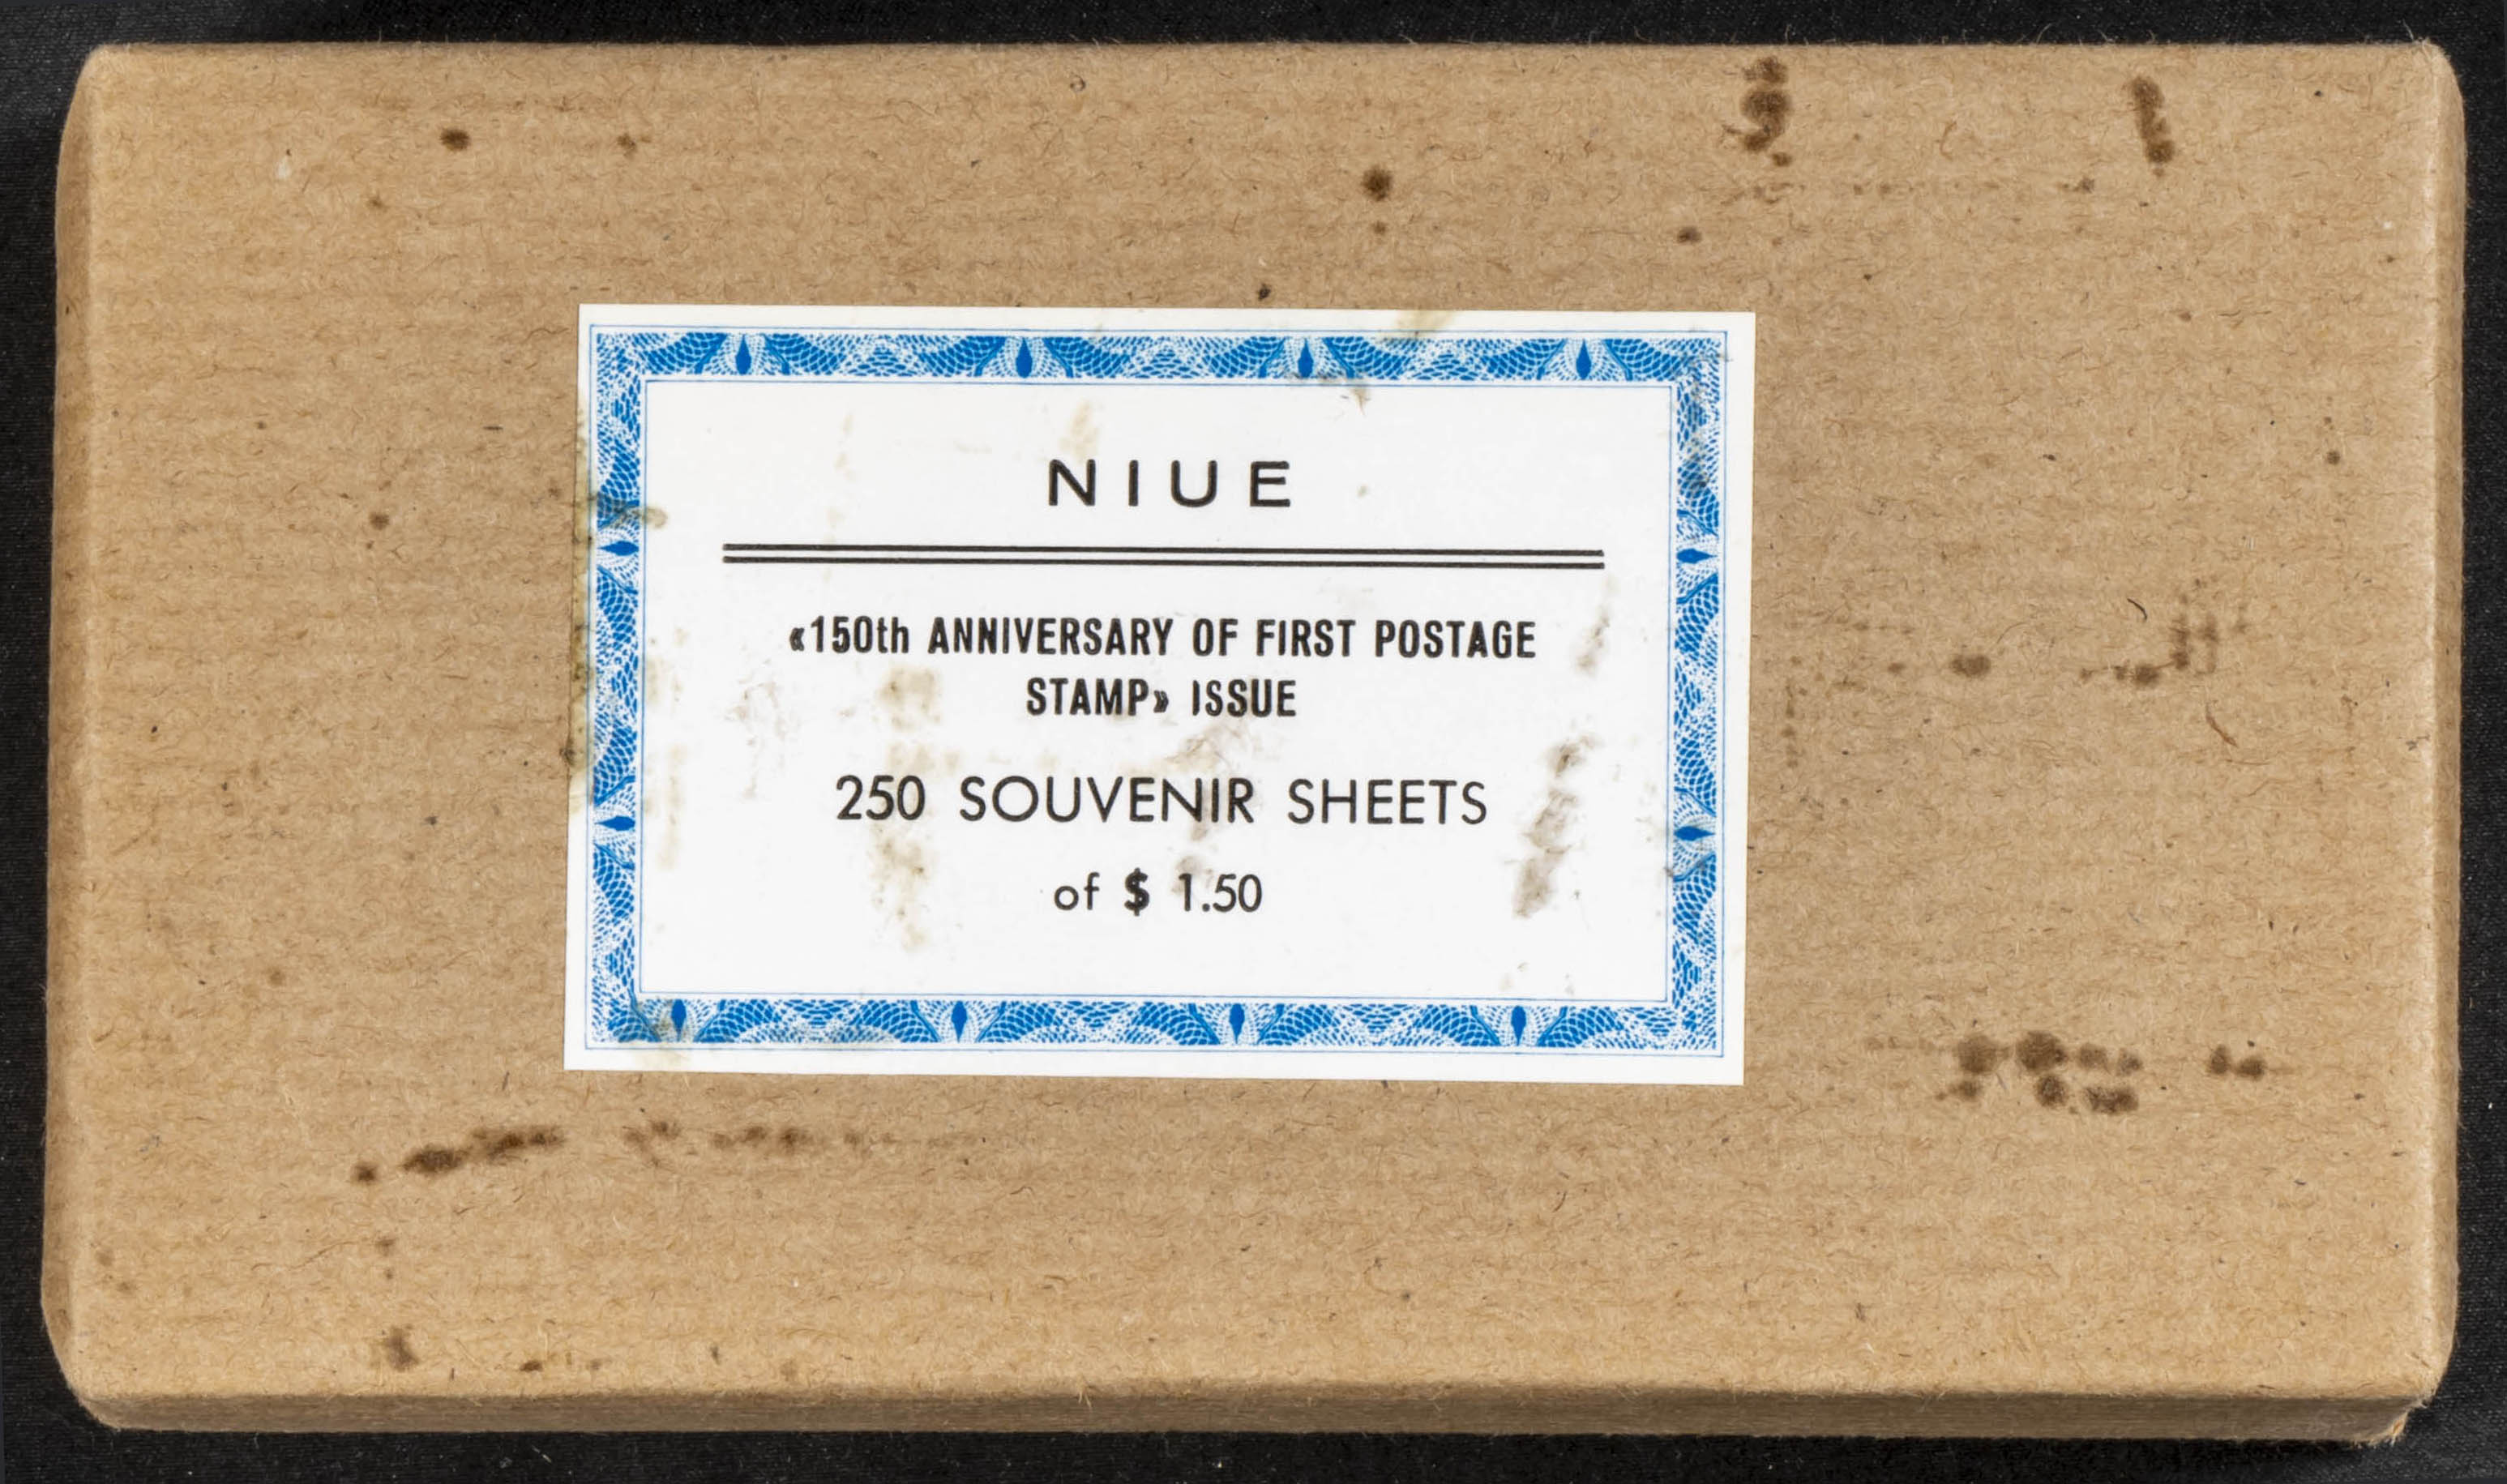 NIUE
«150th ANNIVERSARY OF FIRST POSTAGE
STAMP» ISSUE
250 SOUVENIR SHEETS
of $ 1.50